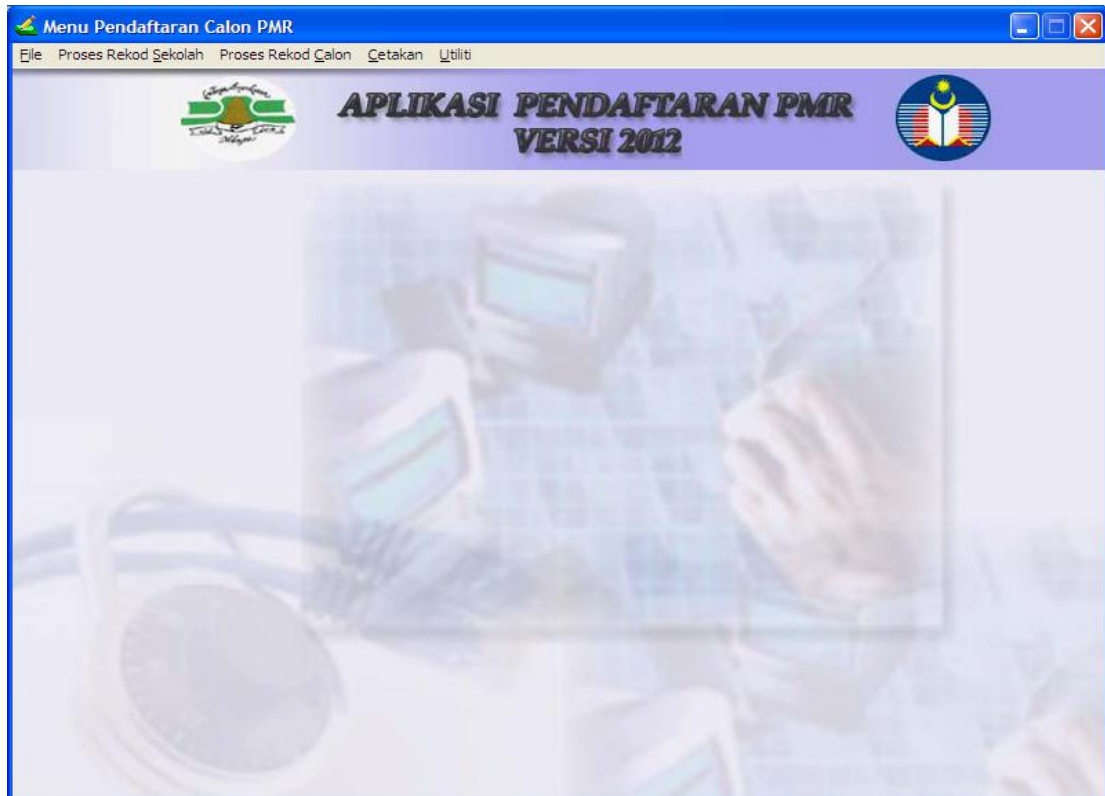 Menu Pendaftaran Calon PMR
File Proses Rekod Sekolah Proses Rekod Calon Cetakan Utiliti
APLIKASI PENDAFTARAN PMR
VERSI 2012